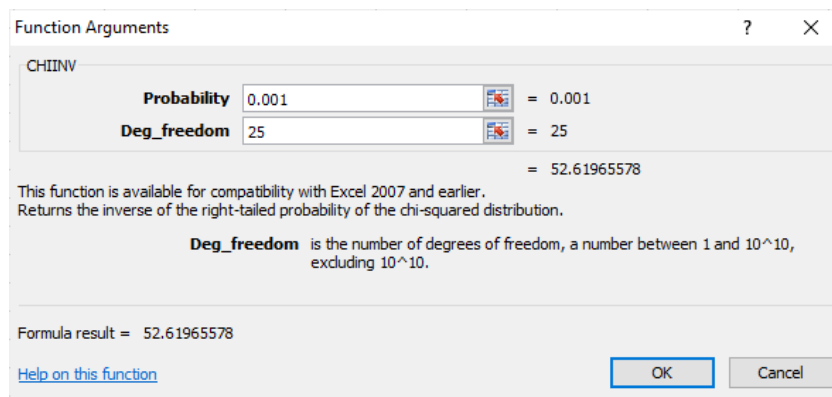 Function Arguments ? ×
CHIINV
Probability 0.001 = 0.001
Deg_freedom 25 = 25
= 52.61965578
This function is available for compatibility with Excel 2007 and earlier.
Returns the inverse of the right-tailed probability of the chi-squared distribution.
Deg_freedom is the number of degrees of freedom, a number between 1 and 10^10,
excluding 10^10.
Formula result = 52.61965578
Help on this function OK Cancel